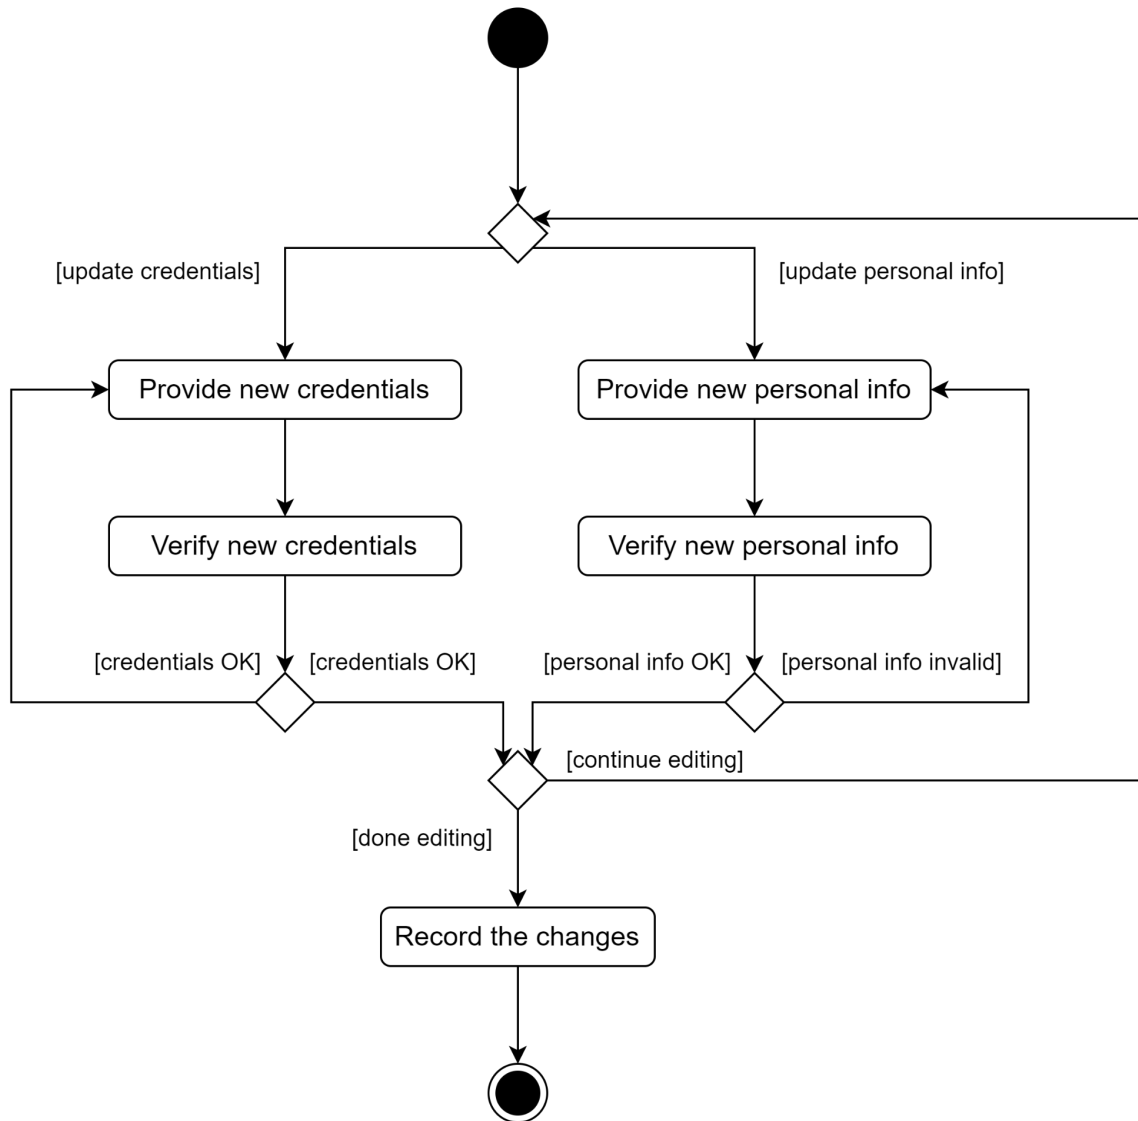 [update credentials]
[update personal info]
Provide new credentials
Provide new personal info
Verify new credentials
Verify new personal info
[credentials OK]
[credentials OK]
[personal info OK]
[personal info invalid]
[continue editing]
[done editing]
Record the changes